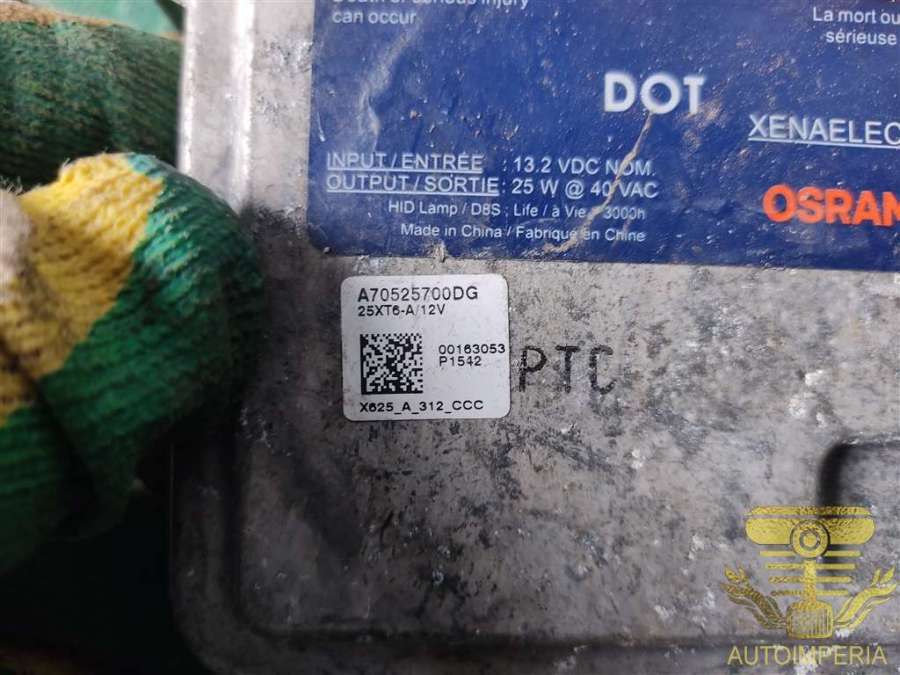 can occur
La mort ou
sérieuse
DOT
XENAELEC
INPUT / ENTRÉE : 13.2 VDC NOM.
OUTPUT / SORTIE : 25 W @ 40 VAC
OSRAM
HID Lamp / D8S ; Life / à Vie - 3000h
Made in China / Fabriqué en Chine
A70525700DG
25XT6-A/12V
00163053
P1542
X625_A_312_CCC
PTC
AUTOIMPERIA